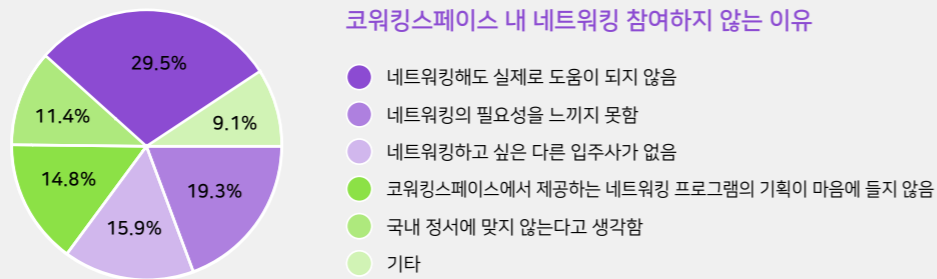 코워킹스페이스 내 네트워킹 참여하지 않는 이유
29.5%
9.1%
11.4%
14.8%
19.3%
15.9%
네트워킹해도 실제로 도움이 되지 않음
네트워킹의 필요성을 느끼지 못함
네트워킹하고 싶은 다른 입주사가 없음
코워킹스페이스에서 제공하는 네트워킹 프로그램의 기획이 마음에 들지 않음
국내 정서에 맞지 않는다고 생각함
기타